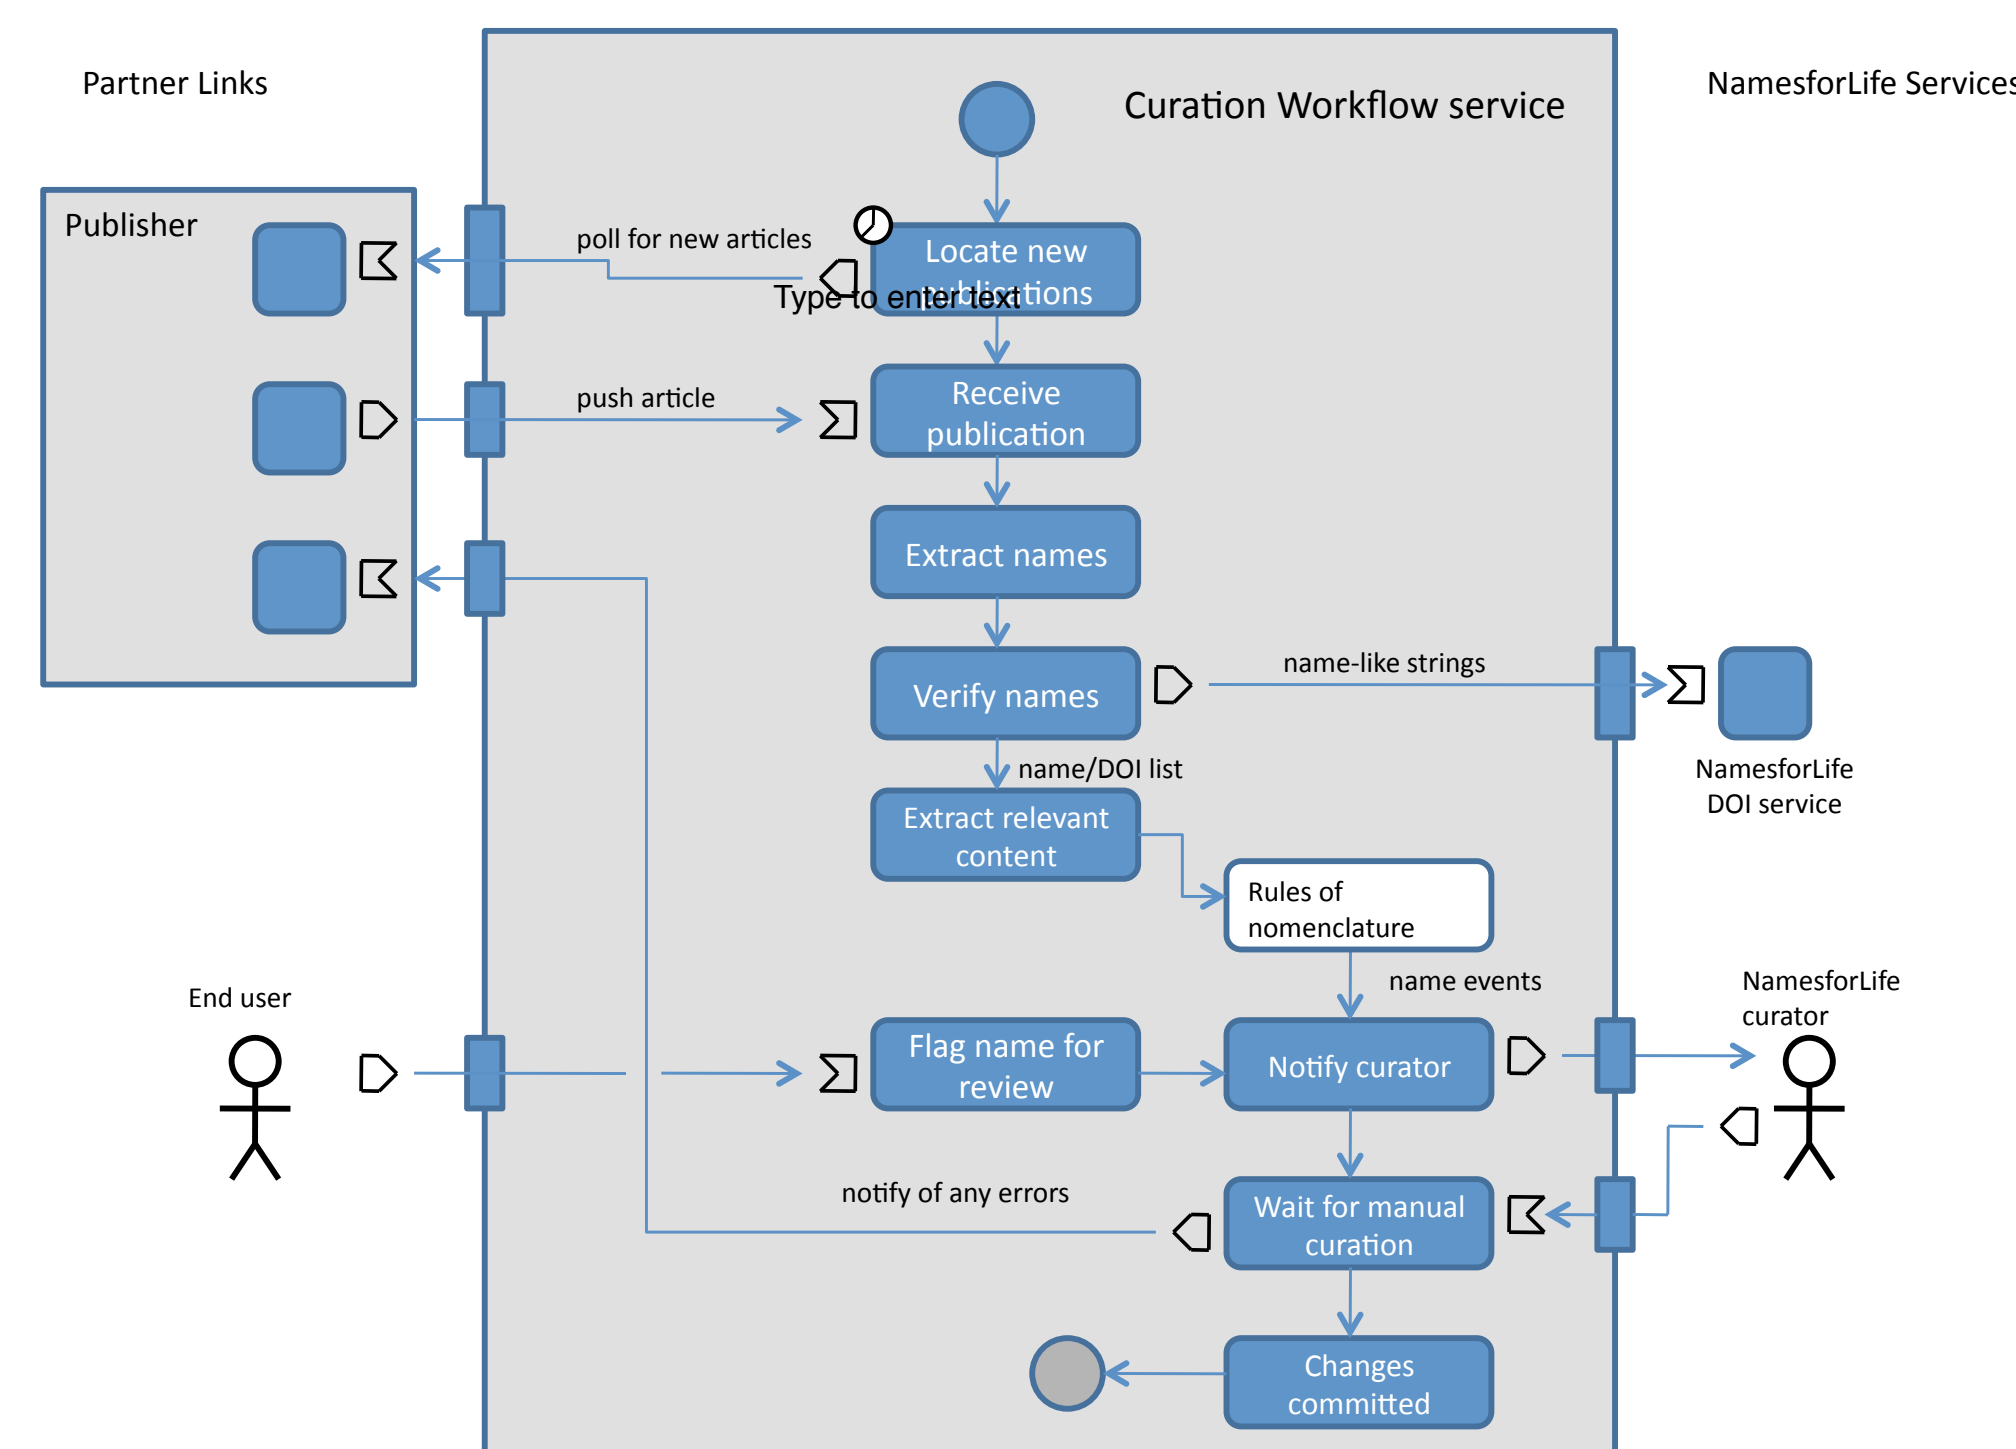 Partner Links
Curation Workflow service
NamesforLife Services
Publisher
poll for new articles
Locate new
publications
Type to enter text
push article
Receive
publication
Extract names
Verify names
name-like strings
name/DOI list
NamesforLife
DOI service
Extract relevant
content
Rules of
nomenclature
name events
End user
NamesforLife
curator
Flag name for
review
Notify curator
notify of any errors
Wait for manual
curation
Changes
committed